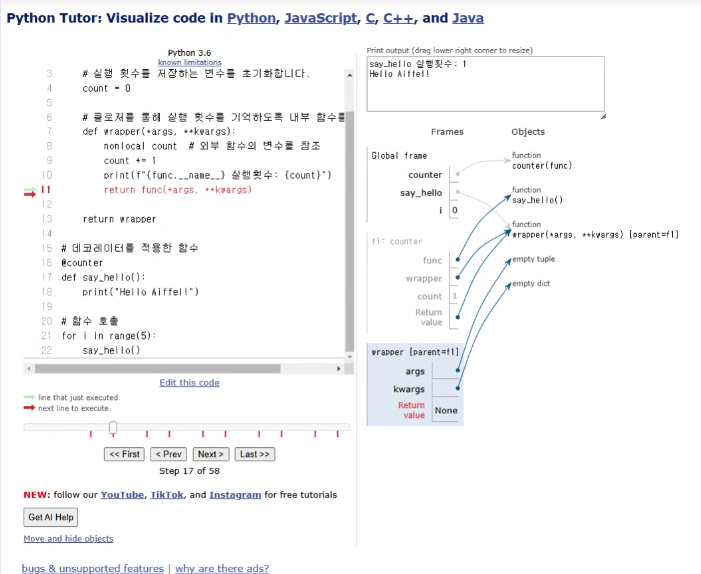 Python Tutor: Visualize code in Python, JavaScript, C, C++, and Java
Python 3.6
known limitations
3 # 실행 횟수를 저장하는 변수를 초기화합니다.
4 count = 0
5
6 # 클로저를 통해 실행 횟수를 기억하도록 내부 함수를
7 def wrapper(*args, **kwargs):
8 nonlocal count # 외부 함수의 변수를 참조
9 count += 1
10 print(f"{func.__name__} 실행횟수: {count}")
11 return func(*args, **kwargs)
12
13 return wrapper
14
15 # 데코레이터를 적용한 함수
16 @counter
17 def say_hello():
18 print("Hello Aiffel!")
19
20 # 함수 호출
21 for i in range(5):
22 say_hello()
Edit this code
line that just executed
next line to execute
<< First
< Prev
Next >
Last >>
Step 17 of 58
NEW: follow our YouTube, TikTok, and Instagram for free tutorials
Get AI Help
Move and hide objects
bugs & unsupported features | why are there ads?
Print output (drag lower right corner to resize)
say_hello 실행횟수: 1
Hello Aiffel!
Frames
Objects
Global frame
counter
say_hello
i 0
f1: counter
func
wrapper
count 1
Return
value
wrapper [parent=f1]
args
kwargs
Return
value None
function
counter(func)
function
say_hello()
function
wrapper(*args, **kwargs) [parent=f1]
empty tuple
empty dict